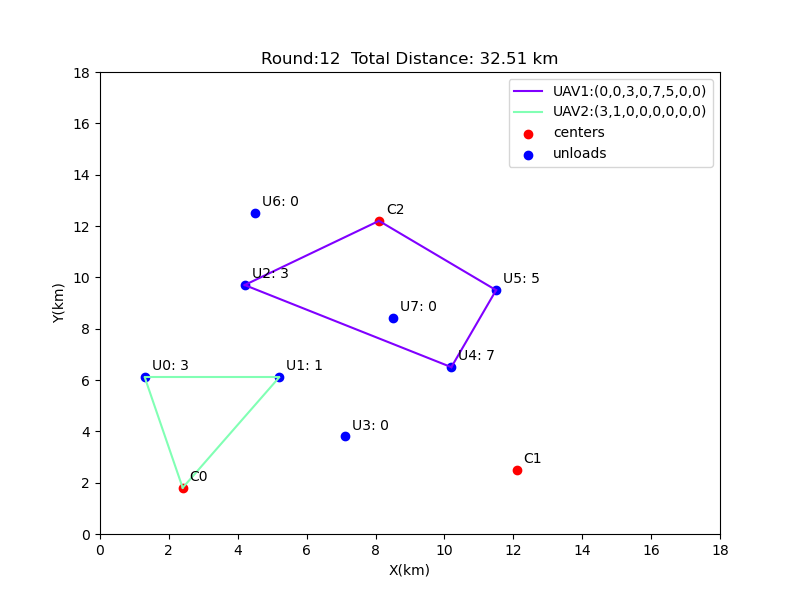 Round:12  Total Distance: 32.51 km
UAV1:(0,0,3,0,7,5,0,0)
UAV2:(3,1,0,0,0,0,0,0)
centers
unloads
Y(km)
18
16
14
12
10
8
6
4
2
0
U6: 0
C2
U2: 3
U5: 5
U7: 0
U4: 7
U0: 3
U1: 1
U3: 0
C1
C0
0 2 4 6 8 10 12 14 16 18
X(km)